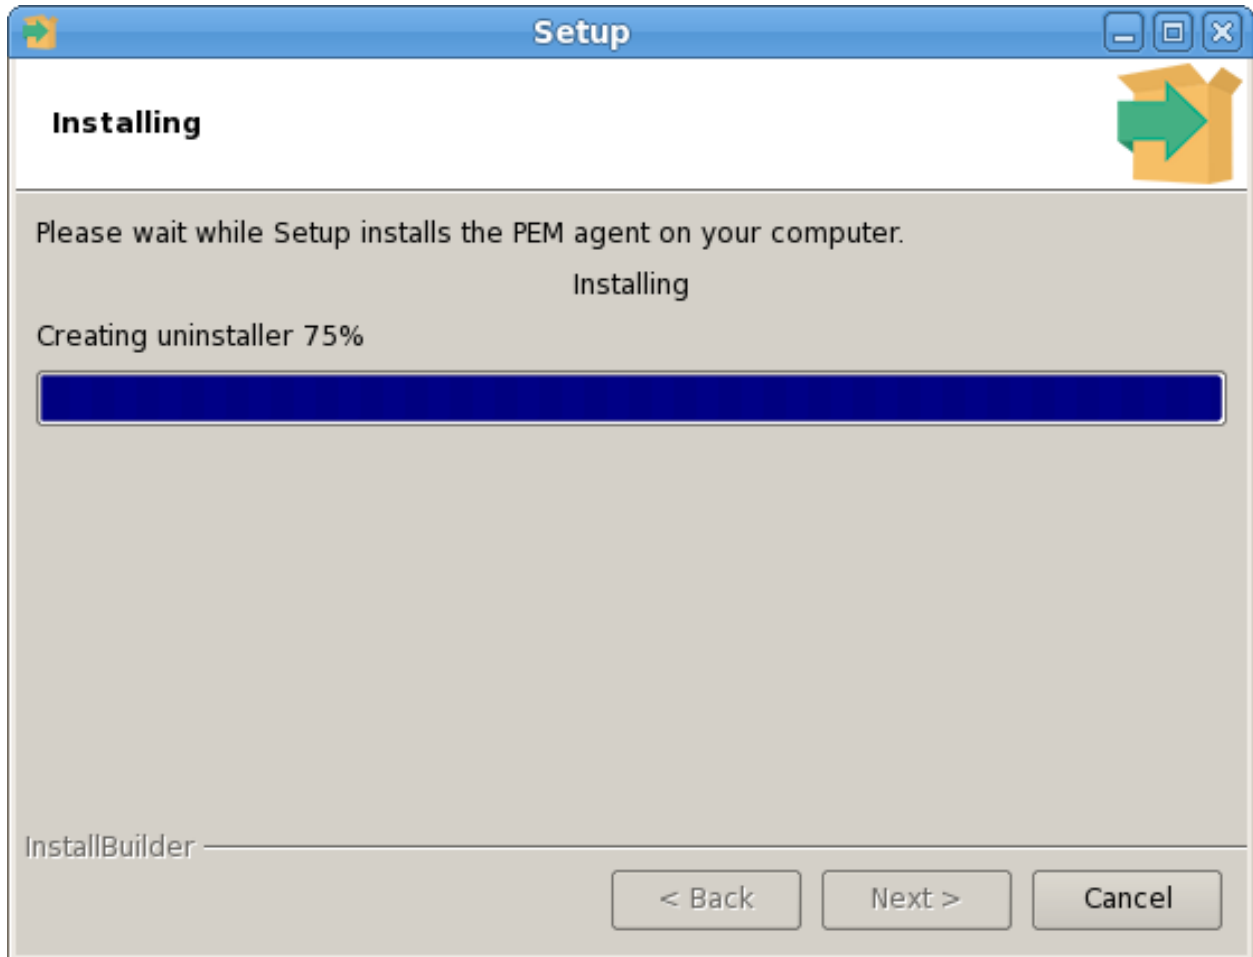 Setup
Installing
Please wait while Setup installs the PEM agent on your computer.
Installing
Creating uninstaller 75%
InstallBuilder
< Back
Next >
Cancel